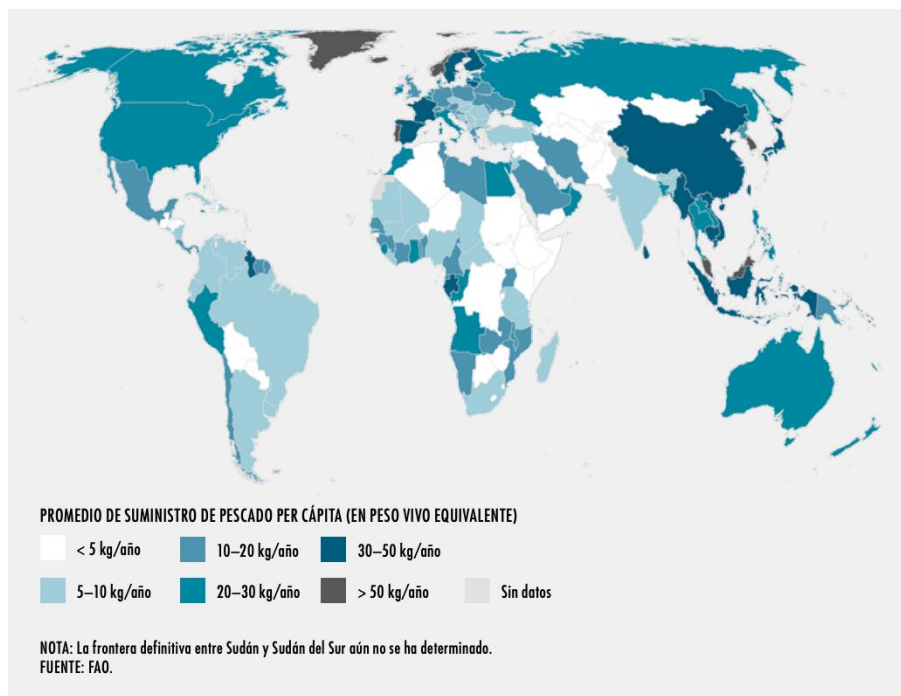 PROMEDIO DE SUMINISTRO DE PESCADO PER CÁPITA (EN PESO VIVO EQUIVALENTE)
< 5 kg/año
10–20 kg/año
30–50 kg/año
5–10 kg/año
20–30 kg/año
> 50 kg/año
Sin datos
NOTA: La frontera definitiva entre Sudán y Sudán del Sur aún no se ha determinado.
FUENTE: FAO.